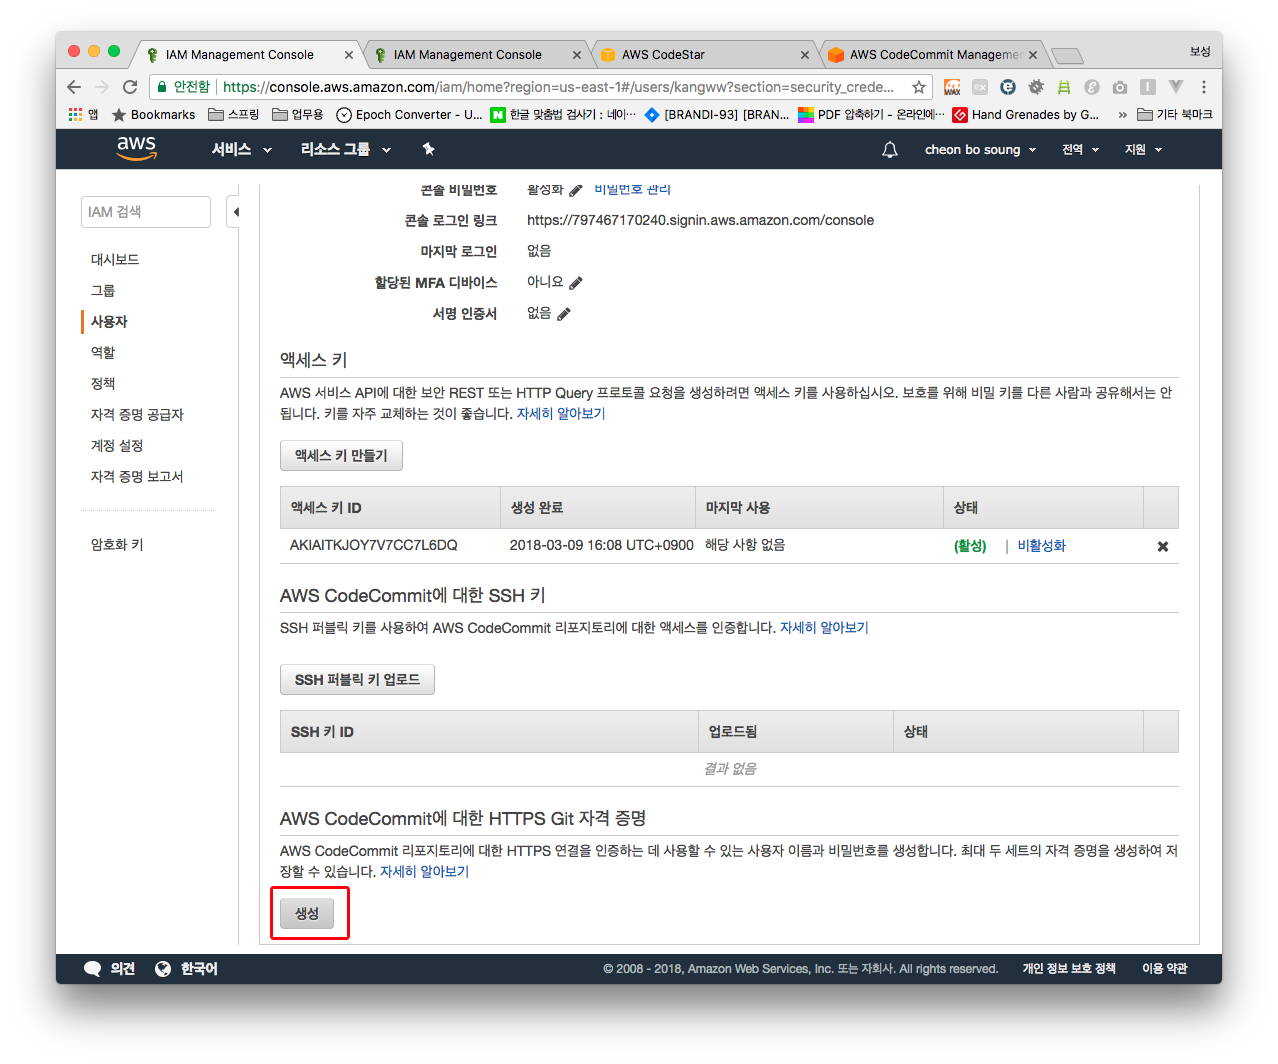 IAM Management Console
IAM Management Console
AWS CodeStar
AWS CodeCommit Manageme
보성
안전함
https://console.aws.amazon.com/iam/home?region=us-east-1#/users/kangww?section=security_crede...
앱
Bookmarks
스프링
업무용
Epoch Converter - U...
한글 맞춤법 검사기 : 네이...
[BRANDI-93] [BRAN...
PDF 압축하기 - 온라인에...
Hand Grenades by G...
»
기타 북마크
aws
서비스
리소스 그룹
cheon bo soung
전역
지원
IAM 검색
대시보드
그룹
사용자
역할
정책
자격 증명 공급자
계정 설정
자격 증명 보고서
암호화 키
콘솔 비밀번호 활성화 비밀번호 관리
콘솔 로그인 링크 https://797467170240.signin.aws.amazon.com/console
마지막 로그인 없음
할당된 MFA 디바이스 아니요
서명 인증서 없음
액세스 키
AWS 서비스 API에 대한 보안 REST 또는 HTTP Query 프로토콜 요청을 생성하려면 액세스 키를 사용하십시오. 보호를 위해 비밀 키를 다른 사람과 공유해서는 안
됩니다. 키를 자주 교체하는 것이 좋습니다. 자세히 알아보기
액세스 키 만들기
액세스 키 ID 생성 완료 마지막 사용 상태
AKIAITKJOY7V7CC7L6DQ 2018-03-09 16:08 UTC+0900 해당 사항 없음 (활성) | 비활성화
AWS CodeCommit에 대한 SSH 키
SSH 퍼블릭 키를 사용하여 AWS CodeCommit 리포지토리에 대한 액세스를 인증합니다. 자세히 알아보기
SSH 퍼블릭 키 업로드
SSH 키 ID 업로드됨 상태
결과 없음
AWS CodeCommit에 대한 HTTPS Git 자격 증명
AWS CodeCommit 리포지토리에 대한 HTTPS 연결을 인증하는 데 사용할 수 있는 사용자 이름과 비밀번호를 생성합니다. 최대 두 세트의 자격 증명을 생성하여 저
장할 수 있습니다. 자세히 알아보기
생성
의견
한국어
© 2008 - 2018, Amazon Web Services, Inc. 또는 자회사. All rights reserved.
개인 정보 보호 정책
이용 약관